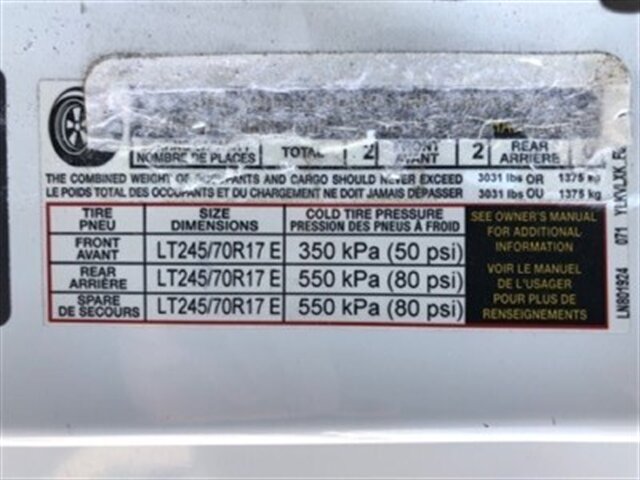 NOMBRE DE PLACES TOTAL 2 AVANT 2 REAR ARRIÈRE
THE COMBINED WEIGHT OF OCCUPANTS AND CARGO SHOULD NEVER EXCEED 3031 lbs OR 1375 kg
LE POIDS TOTAL DES OCCUPANTS ET DU CHARGEMENT NE DOIT JAMAIS DÉPASSER 3031 lbs OU 1375 kg
TIRE SIZE COLD TIRE PRESSURE
PNEU DIMENSIONS PRESSION DES PNEUS À FROID
FRONT
AVANT LT245/70R17 E 350 kPa (50 psi)
REAR
ARRIÈRE LT245/70R17 E 550 kPa (80 psi)
SPARE
DE SECOURS LT245/70R17 E 550 kPa (80 psi)
SEE OWNER'S MANUAL
FOR ADDITIONAL
INFORMATION
VOIR LE MANUEL
DE L'USAGER
POUR PLUS DE
RENSEIGNEMENTS
LN801924 071